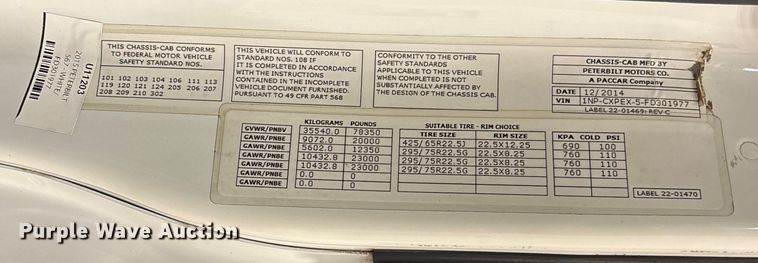 U11203
2015 PETERBILT
567, WHITE
FD301977
THIS CHASSIS-CAB CONFORMS
TO FEDERAL MOTOR VEHICLE
SAFETY STANDARD NOS.
101 102 103 104 106 111 113
119 120 121 124 205 206 207
208 209 210 302
THIS VEHICLE WILL CONFORM TO
STANDARD NOS. 108 IF
IT IS COMPLETED IN ACCORDANCE
WITH THE INSTRUCTIONS
CONTAINED IN THE INCOMPLETE
VEHICLE DOCUMENT FURNISHED.
PURSUANT TO 49 CFR PART 568
CONFORMITY TO THE OTHER
SAFETY STANDARDS
APPLICABLE TO THIS VEHICLE
WHEN COMPLETED IS NOT
SUBSTANTIALLY AFFECTED BY
THE DESIGN OF THE CHASSIS CAB.
CHASSIS-CAB MFD BY
PETERBILT MOTORS CO.
A PACCAR Company
DATE 12/2014
VIN 1NP-CXPEX-5-FD301977
LABEL 22-01469: REV C
KILOGRAMS POUNDS SUITABLE TIRE - RIM CHOICE
TIRE SIZE RIM SIZE KPA COLD PSI
GVWR/PNBV 35540.0 78350
GAWR/PNBE 9072.0 20000 425/65R22.5J 22.5X12.25 690 100
GAWR/PNBE 5602.0 12350 295/75R22.5G 22.5X8.25 760 110
GAWR/PNBE 10432.8 23000 295/75R22.5G 22.5X8.25 760 110
GAWR/PNBE 10432.8 23000 295/75R22.5G 22.5X8.25 760 110
GAWR/PNBE 0.0 0
GAWR/PNBE 0.0 0
LABEL 22-01470
Purple Wave Auction